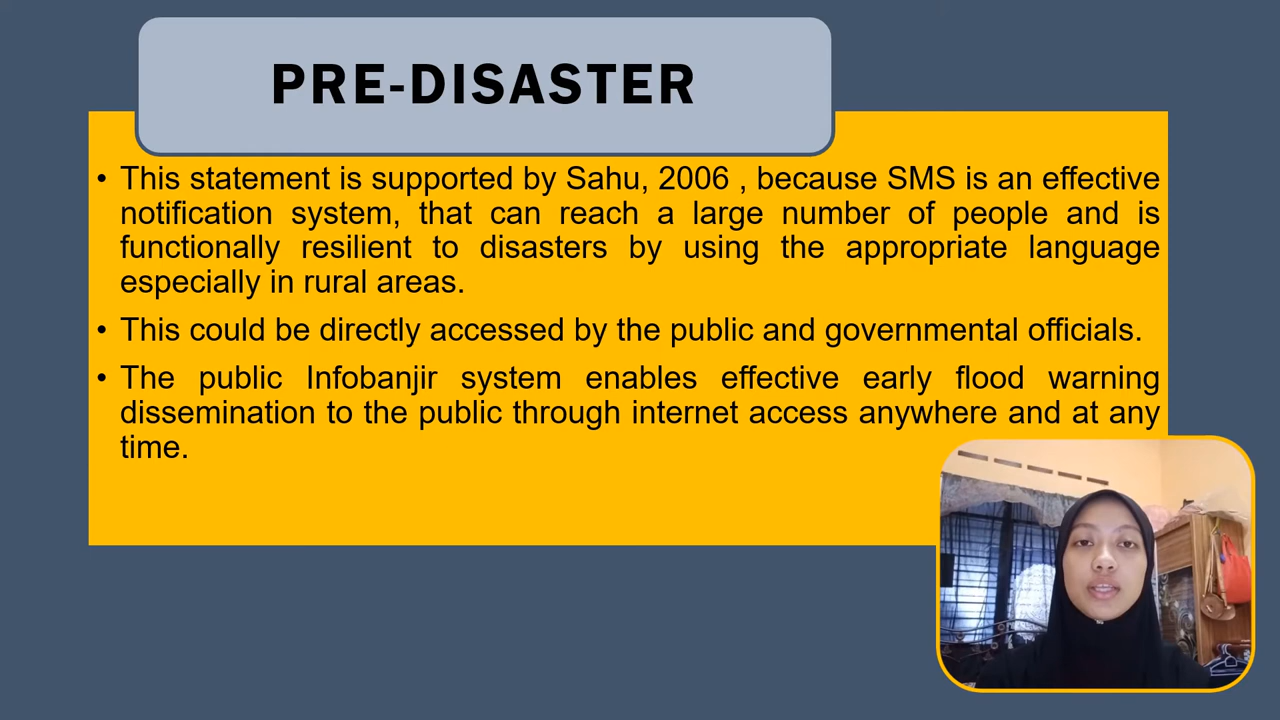 PRE-DISASTER
• This statement is supported by Sahu, 2006 , because SMS is an effective
notification system, that can reach a large number of people and is
functionally resilient to disasters by using the appropriate language
especially in rural areas.
• This could be directly accessed by the public and governmental officials.
• The public Infobanjir system enables effective early flood warning
dissemination to the public through internet access anywhere and at any
time.